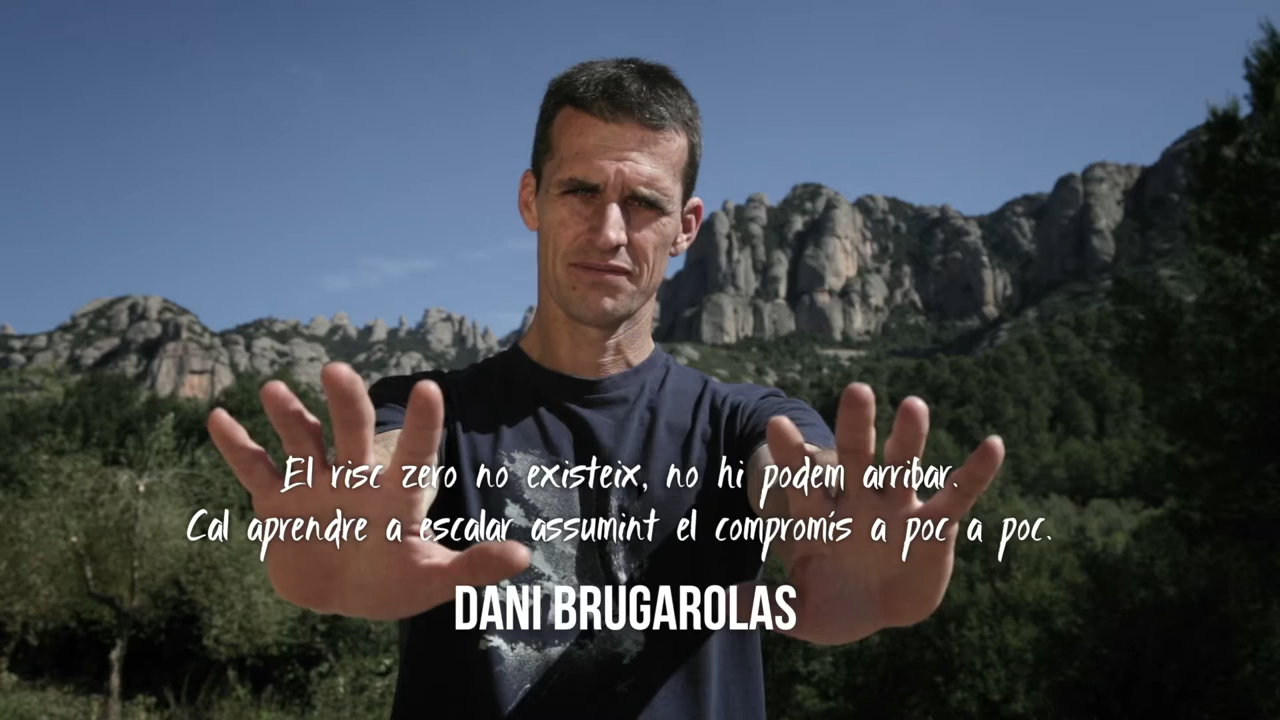 El risc zero no existeix, no hi podem arribar.
Cal aprendre a escalar assumint el compromís a poc a poc.
DANI BRUGAROLAS